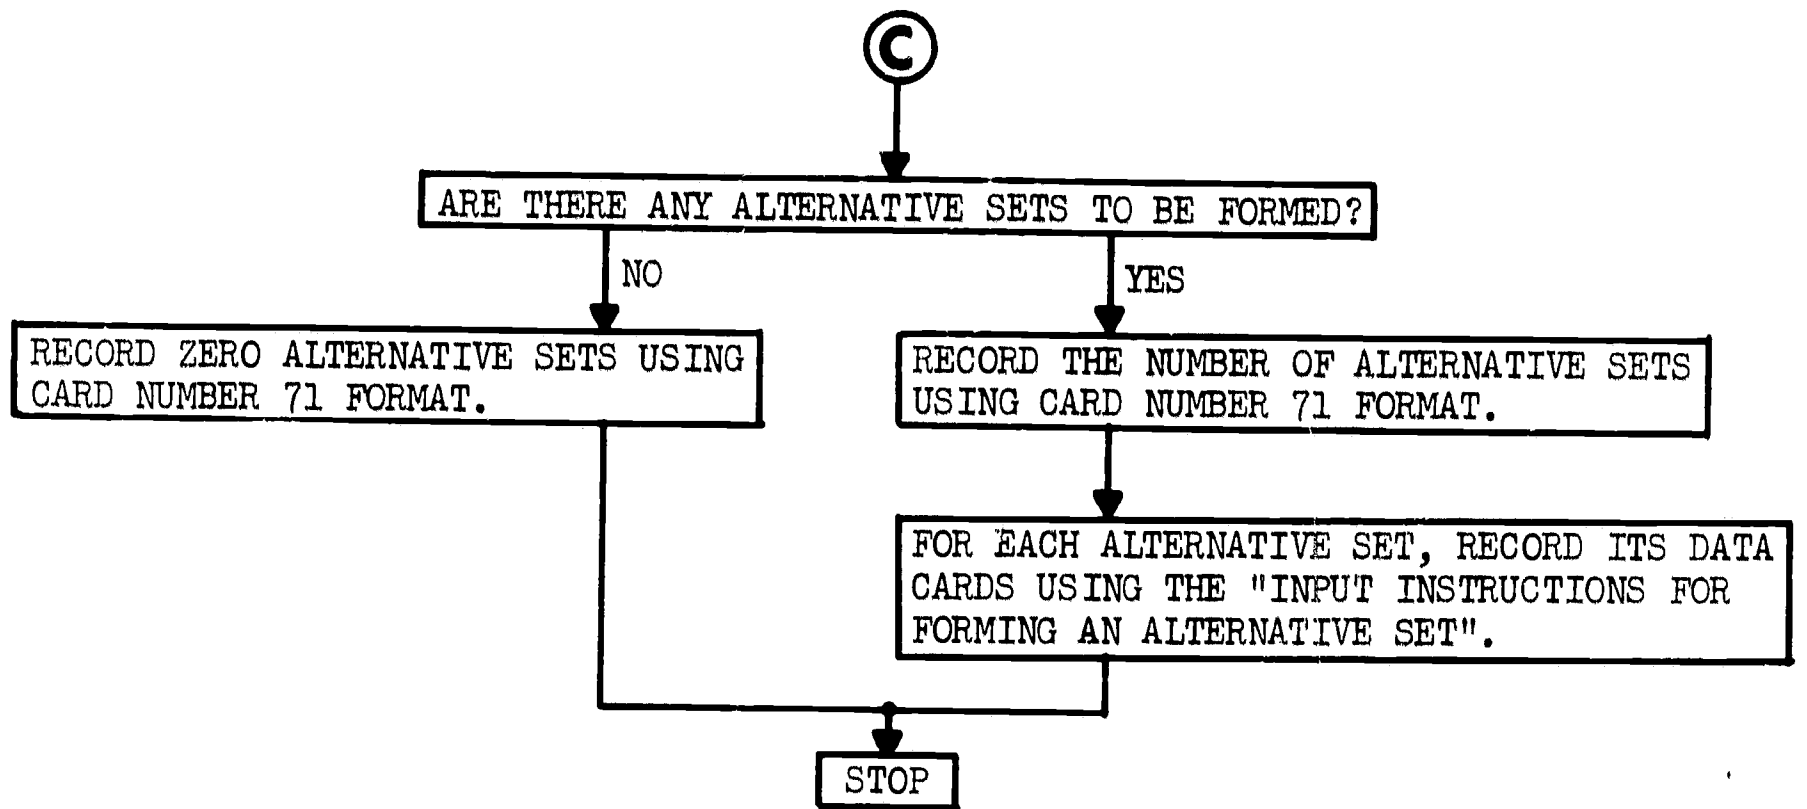 C
ARE THERE ANY ALTERNATIVE SETS TO BE FORMED?
NO
YES
RECORD ZERO ALTERNATIVE SETS USING
CARD NUMBER 71 FORMAT.
RECORD THE NUMBER OF ALTERNATIVE SETS
USING CARD NUMBER 71 FORMAT.
FOR EACH ALTERNATIVE SET, RECORD ITS DATA
CARDS USING THE "INPUT INSTRUCTIONS FOR
FORMING AN ALTERNATIVE SET".
STOP